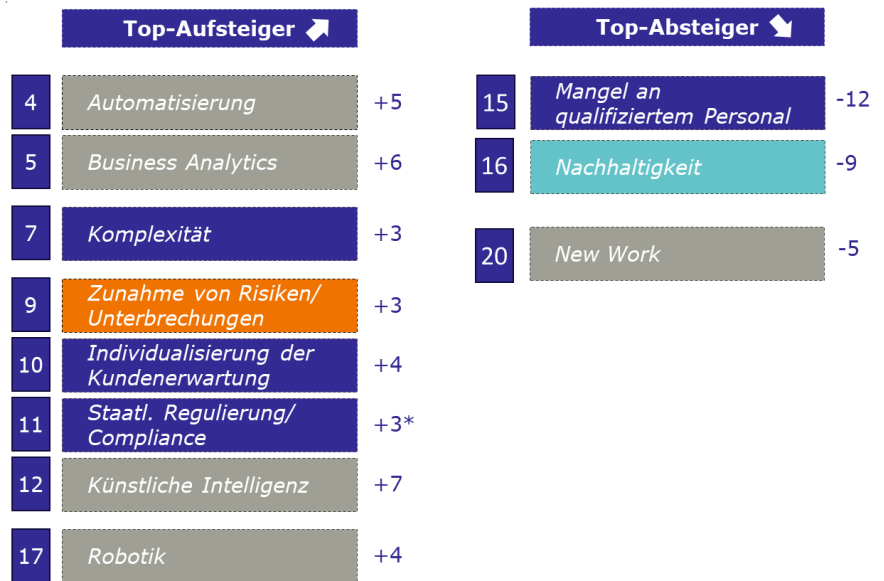 Top-Aufsteiger
4 Automatisierung +5
5 Business Analytics +6
7 Komplexität +3
9 Zunahme von Risiken/
Unterbrechungen +3
10 Individualisierung der
Kundenerwartung +4
11 Staatl. Regulierung/
Compliance +3*
12 Künstliche Intelligenz +7
17 Robotik +4
Top-Absteiger
15 Mangel an
qualifiziertem Personal -12
16 Nachhaltigkeit -9
20 New Work -5